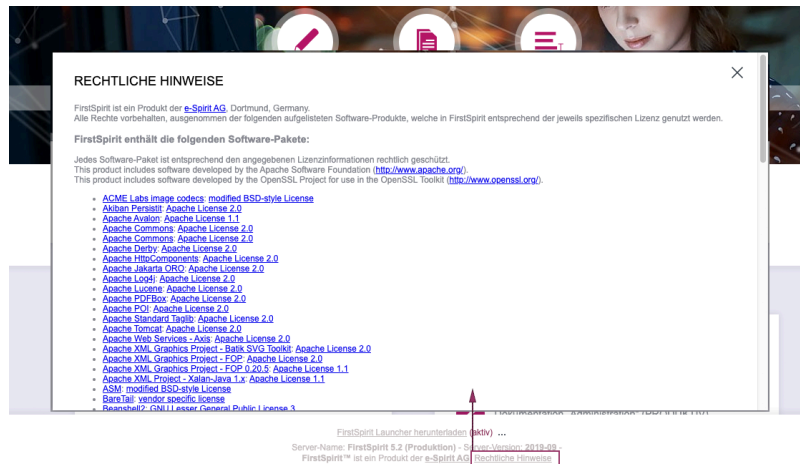 RECHTLICHE HINWEISE
FirstSpirit ist ein Produkt der e-Spirit AG, Dortmund, Germany.
Alle Rechte vorbehalten, ausgenommen der folgenden aufgelisteten Software-Produkte, welche in FirstSpirit entsprechend der jeweils spezifischen Lizenz genutzt werden.
FirstSpirit enthält die folgenden Software-Pakete:
Jedes Software-Paket ist entsprechend den angegebenen Lizenzinformationen rechtlich geschützt.
This product includes software developed by the Apache Software Foundation (http://www.apache.org/).
This product includes software developed by the OpenSSL Project for use in the OpenSSL Toolkit (http://www.openssl.org/).
ACME Labs image codecs: modified BSD-style License
Akiban Persistit: Apache License 2.0
Apache Avalon: Apache License 1.1
Apache Commons: Apache License 2.0
Apache Commons: Apache License 2.0
Apache Derby: Apache License 2.0
Apache HttpComponents: Apache License 2.0
Apache Jakarta ORO: Apache License 2.0
Apache Log4j: Apache License 2.0
Apache Lucene: Apache License 2.0
Apache PDFBox: Apache License 2.0
Apache POI: Apache License 2.0
Apache Standard Taglib: Apache License 2.0
Apache Tomcat: Apache License 2.0
Apache Web Services - Axis: Apache License 2.0
Apache XML Graphics Project - Batik SVG Toolkit: Apache License 2.0
Apache XML Graphics Project - FOP: Apache License 2.0
Apache XML Graphics Project - FOP 0.20.5: Apache License 1.1
Apache XML Project - Xalan-Java 1.x: Apache License 1.1
ASM: modified BSD-style License
BareTail: vendor specific license
Beanshell2: GNU Lesser General Public License 3
Dokumentation, Administration: (PRODUKTIV)
FirstSpirit Launcher herunterladen (aktiv) ...
Server-Name: FirstSpirit 5.2 (Produktion) - Server-Version: 2019-09 -
FirstSpirit™ ist ein Produkt der e-Spirit AG Rechtliche Hinweise